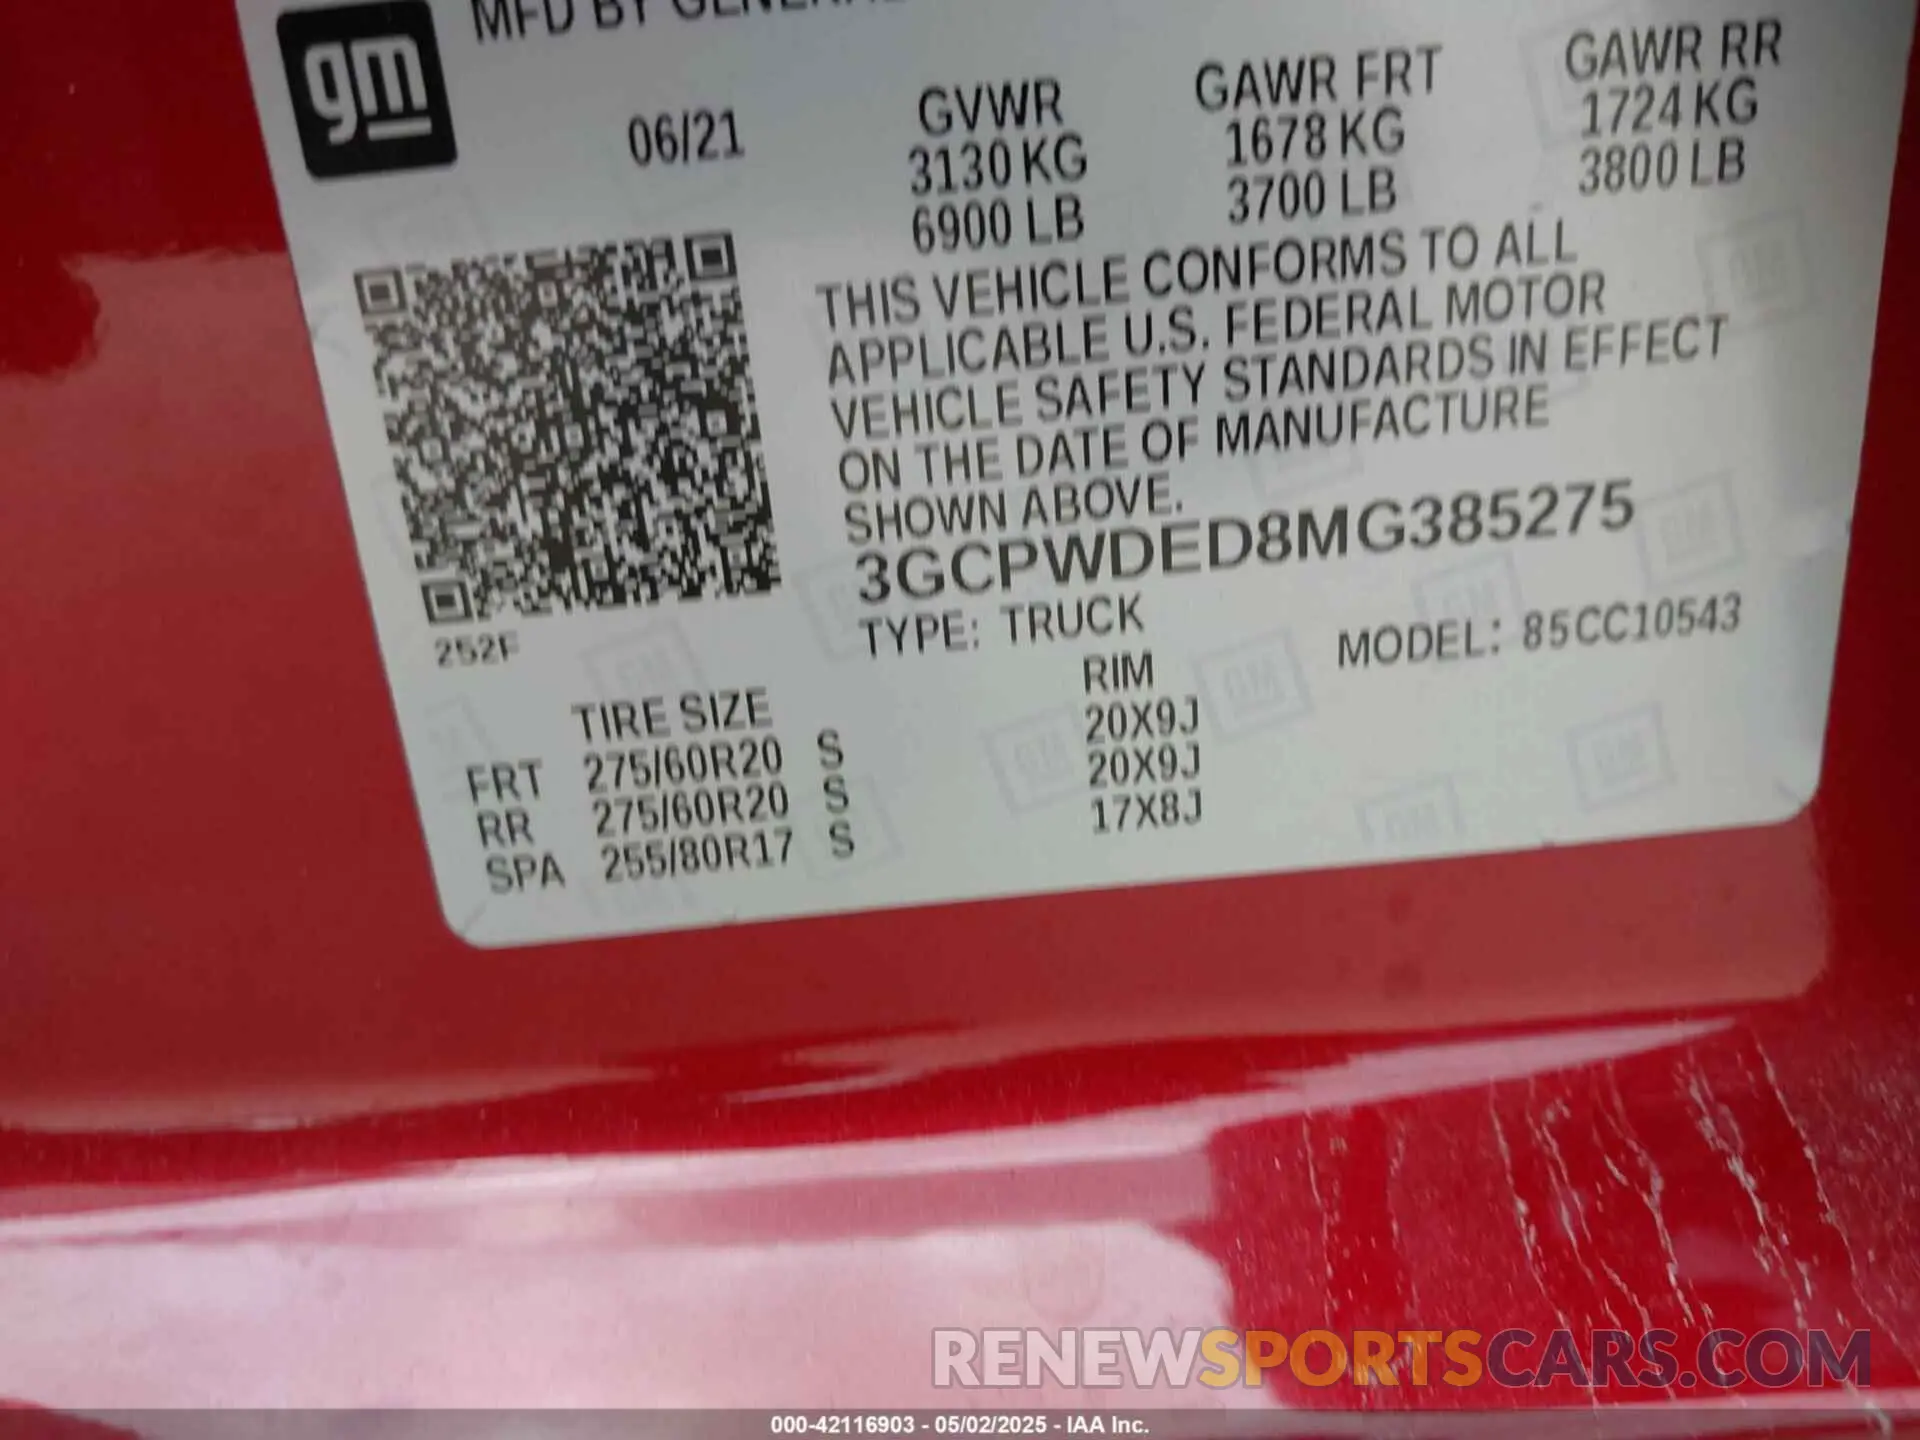 MFD BY GENERAL
gm
06/21
GVWR
3130 KG
6900 LB
GAWR FRT
1678 KG
3700 LB
GAWR RR
1724 KG
3800 LB
THIS VEHICLE CONFORMS TO ALL
APPLICABLE U.S. FEDERAL MOTOR
VEHICLE SAFETY STANDARDS IN EFFECT
ON THE DATE OF MANUFACTURE
SHOWN ABOVE.
3GCPWDED8MG385275
TYPE: TRUCK
MODEL: 85CC10543
252F
TIRE SIZE RIM
FRT 275/60R20 S 20X9J
RR 275/60R20 S 20X9J
SPA 255/80R17 S 17X8J
RENEWSPORTSCARS.COM
000-42116903 - 05/02/2025 - IAA Inc.